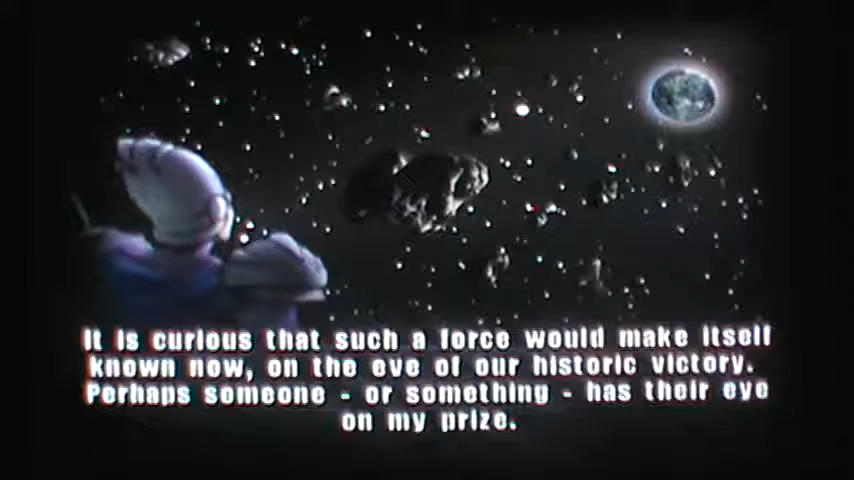 It is curious that such a force would make itself
known now, on the eve of our historic victory.
Perhaps someone - or something - has their eye
on my prize.